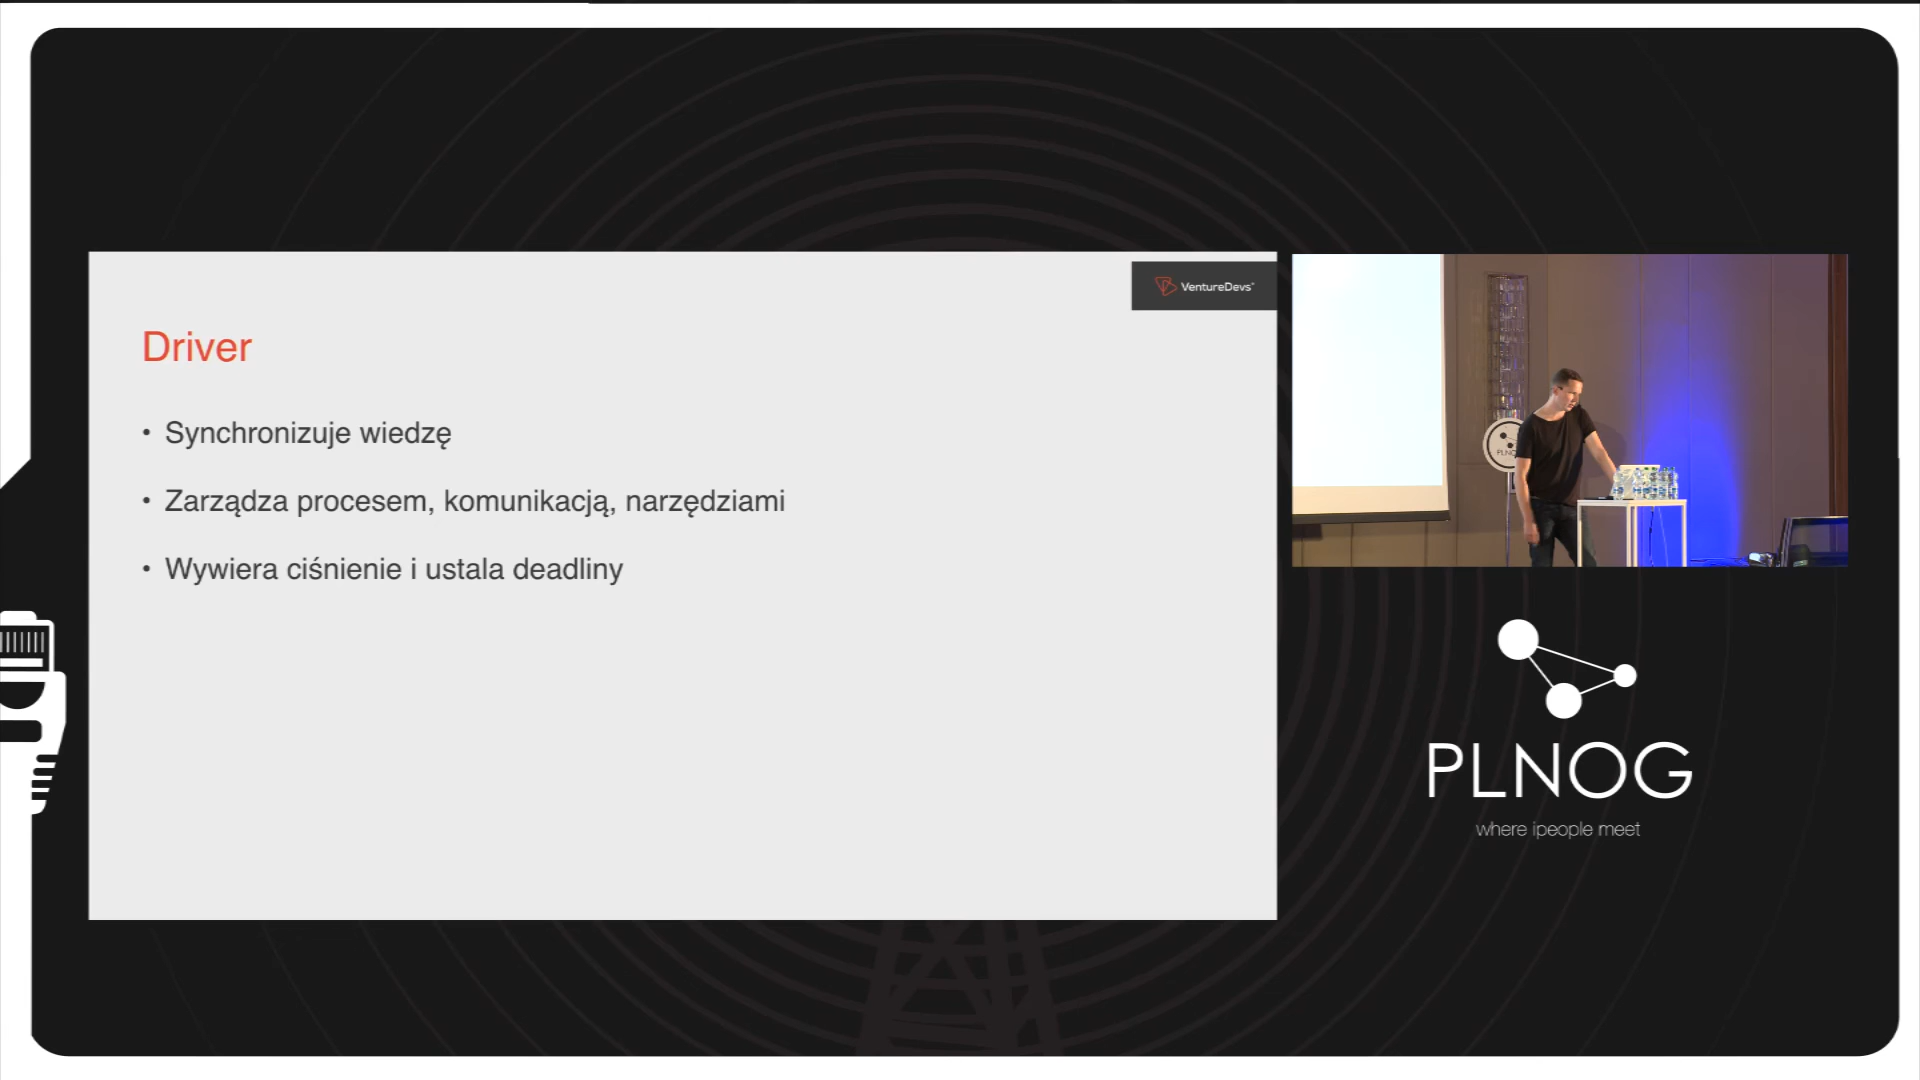 VentureDevs
Driver
• Synchronizuje wiedzę
• Zarządza procesem, komunikacją, narzędziami
• Wywiera ciśnienie i ustala deadliny
PLNOG
where ipeople meet